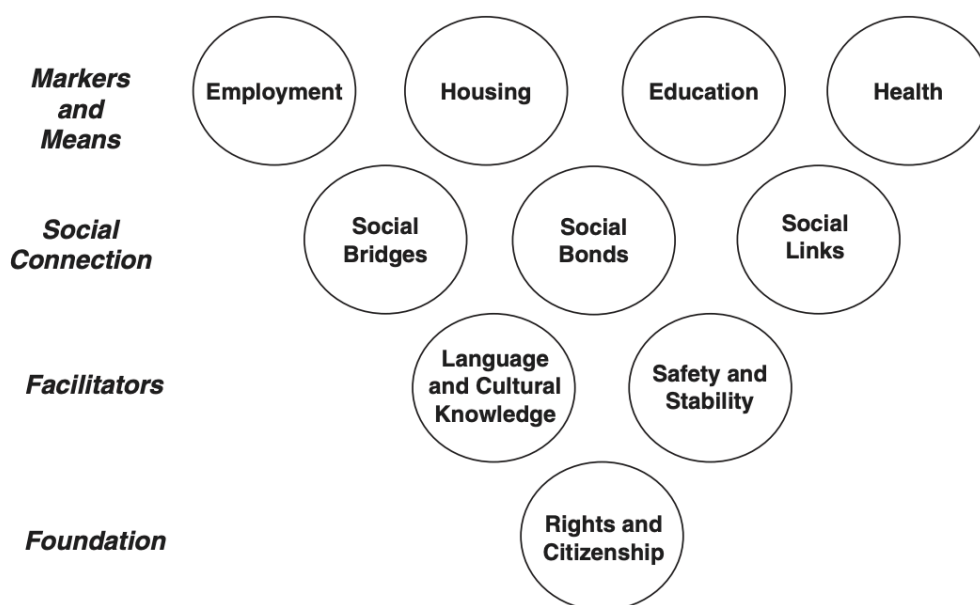 Markers
and
Means
Employment
Housing
Education
Health
Social
Connection
Social
Bridges
Social
Bonds
Social
Links
Facilitators
Language
and Cultural
Knowledge
Safety and
Stability
Foundation
Rights and
Citizenship